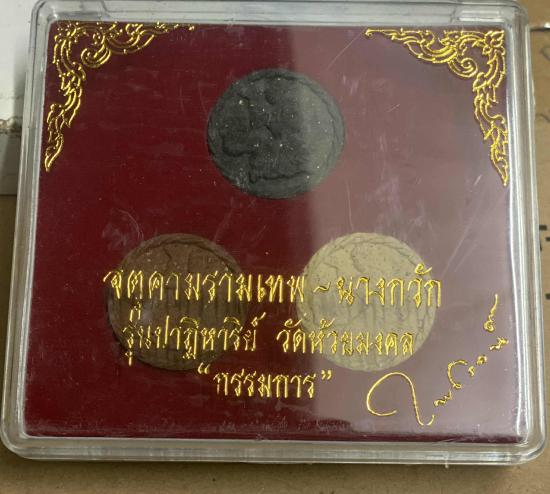 จตุคามรามเทพ ~ นางกวัก
รุ่นปาฏิหาริย์ วัดห้วยมงคล
“กรรมการ”